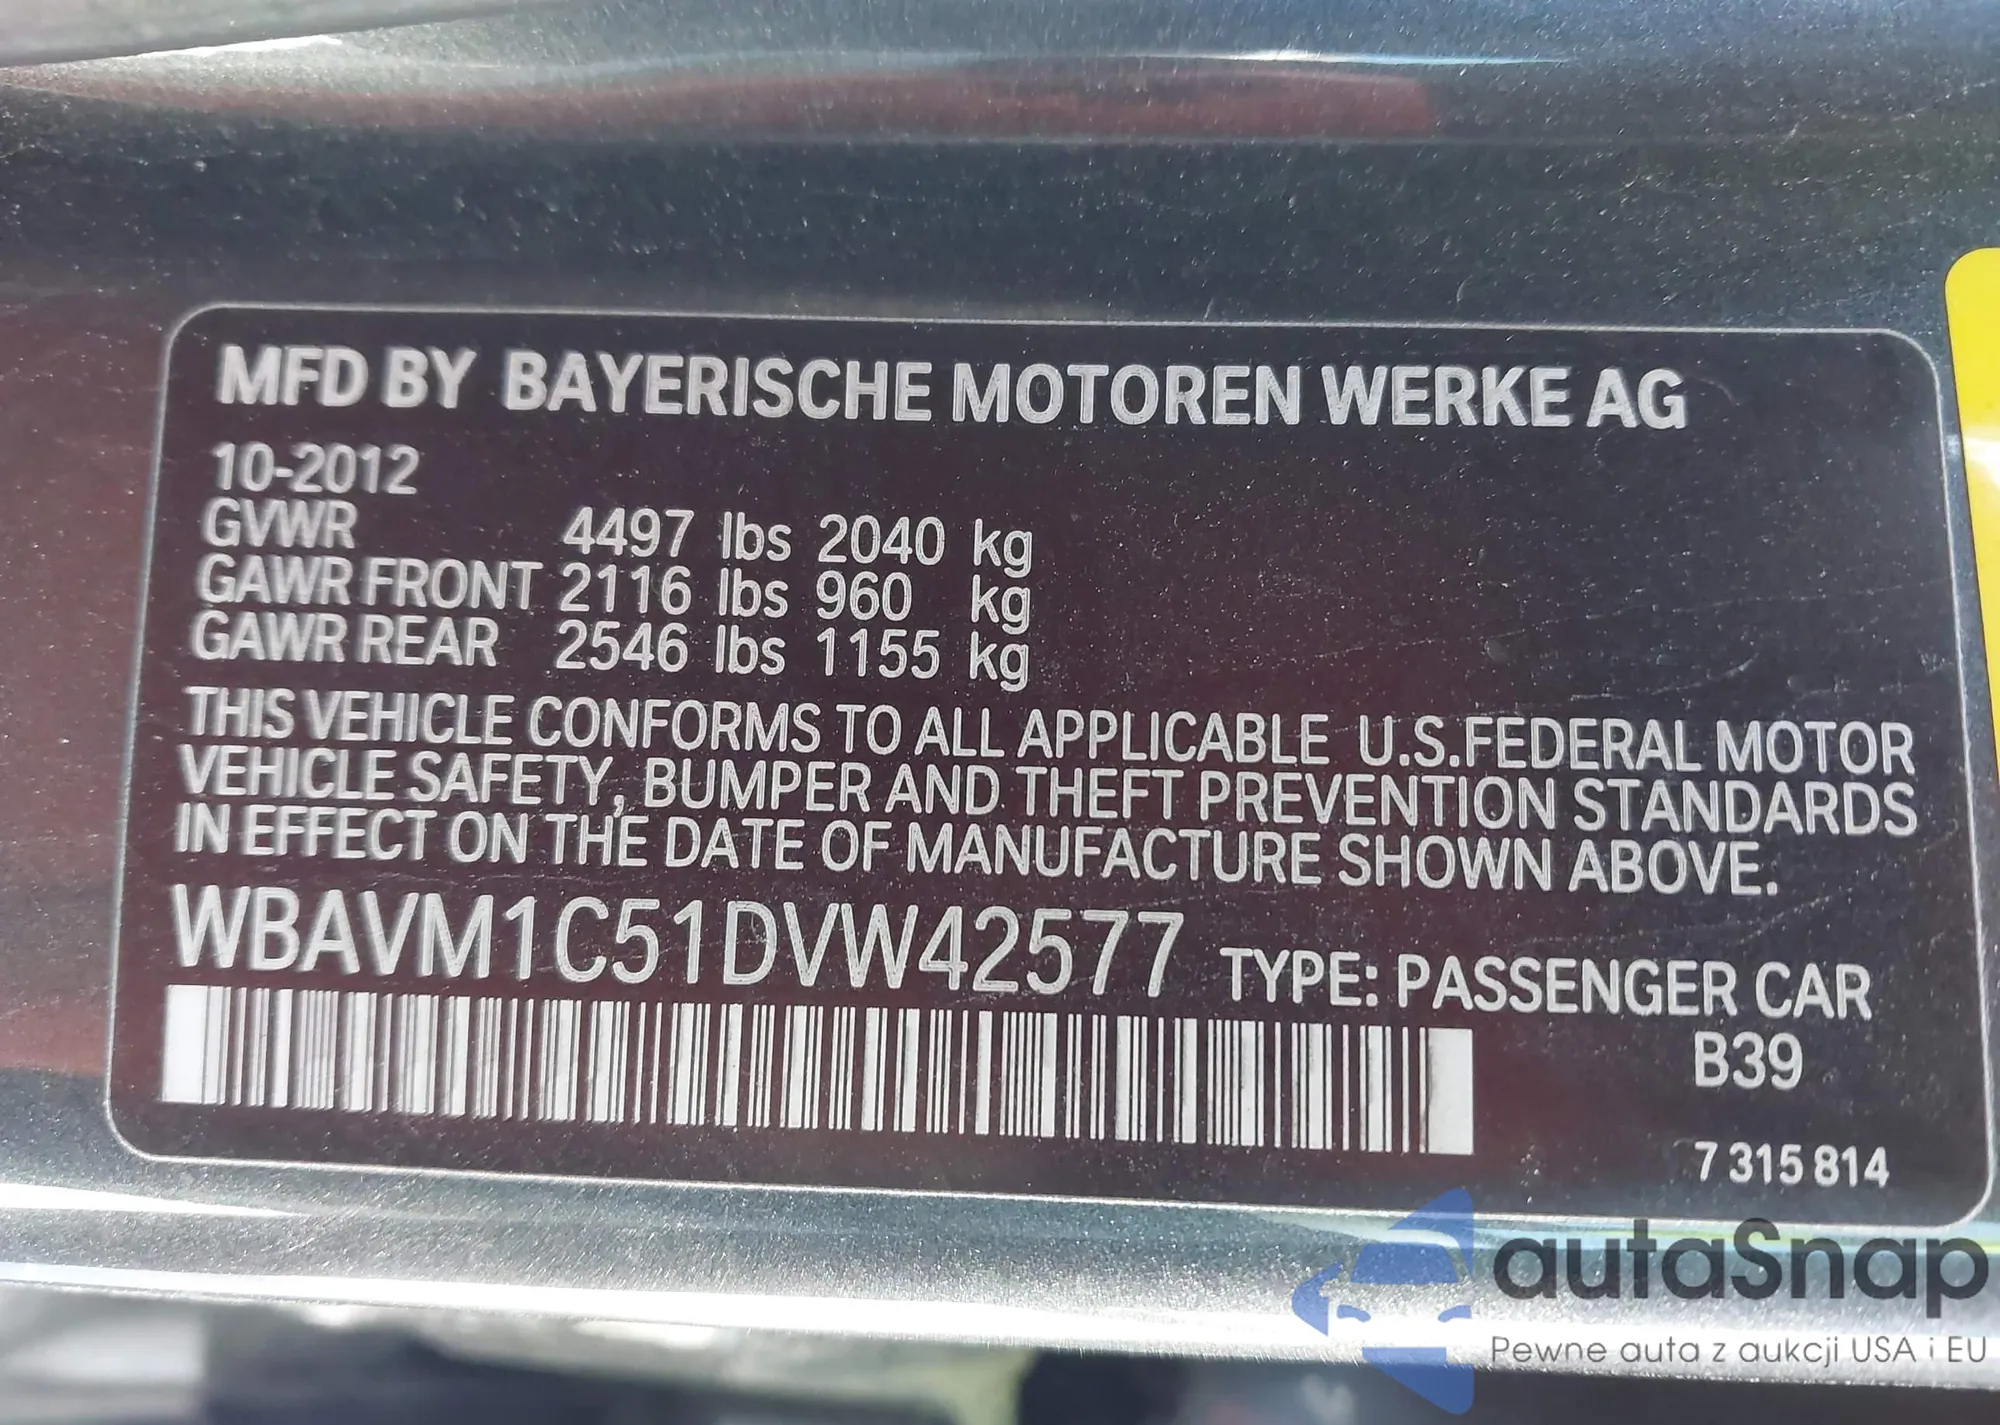 MFD BY BAYERISCHE MOTOREN WERKE AG
10-2012
GVWR 4497 lbs 2040 kg
GAWR FRONT 2116 lbs 960 kg
GAWR REAR 2546 lbs 1155 kg
THIS VEHICLE CONFORMS TO ALL APPLICABLE U.S.FEDERAL MOTOR
VEHICLE SAFETY, BUMPER AND THEFT PREVENTION STANDARDS
IN EFFECT ON THE DATE OF MANUFACTURE SHOWN ABOVE.
WBAVM1C51DVW42577 TYPE: PASSENGER CAR
B39
7 315 814
autaSnap
Pewne auta z aukcji USA i EU